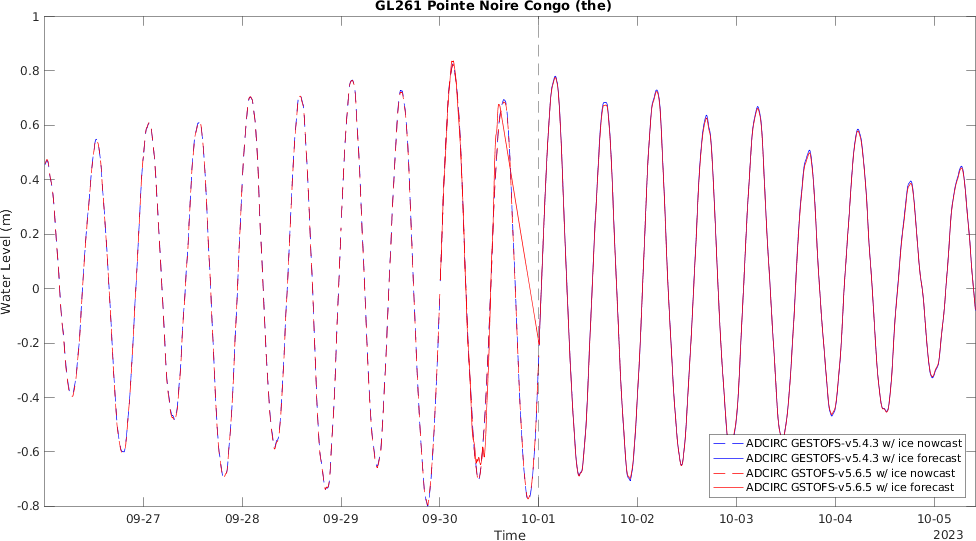 GL261 Pointe Noire Congo (the)
1
0.8
0.6
0.4
0.2
0
-0.2
-0.4
-0.6
-0.8
Water Level (m)
ADCIRC GESTOFS-v5.4.3 w/ ice nowcast
ADCIRC GESTOFS-v5.4.3 w/ ice forecast
ADCIRC GSTOFS-v5.6.5 w/ ice nowcast
ADCIRC GSTOFS-v5.6.5 w/ ice forecast
09-27 09-28 09-29 09-30 10-01 10-02 10-03 10-04 10-05
Time 2023